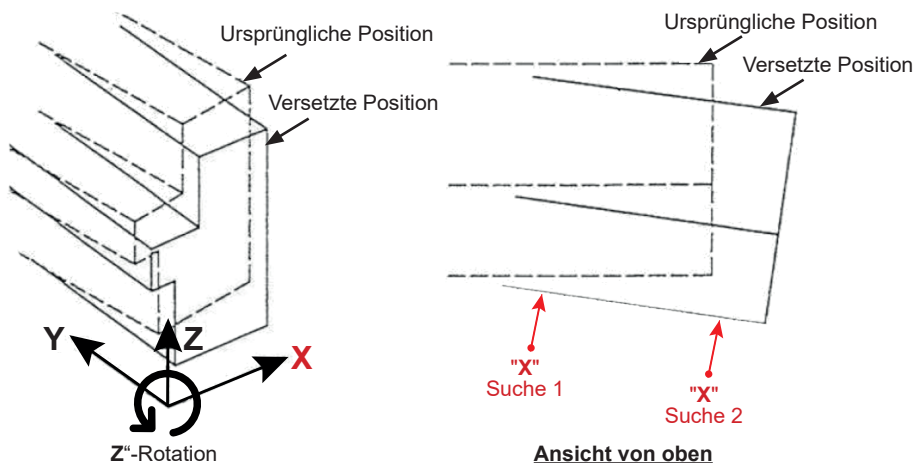 Ursprüngliche Position
Versetzte Position
Y
Z
X
Z“-Rotation
Ursprüngliche Position
Versetzte Position
"X"
Suche 1
"X"
Suche 2
Ansicht von oben